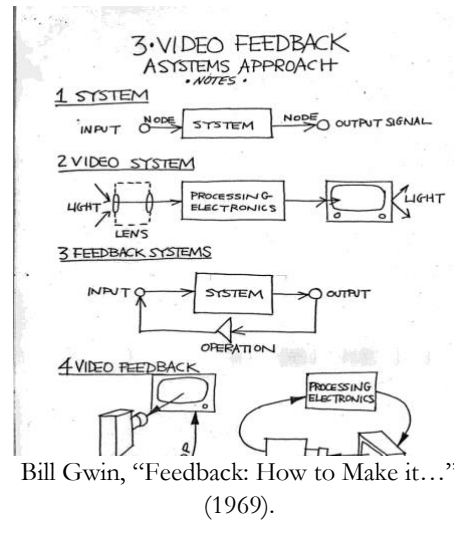 3·VIDEO FEEDBACK
A SYSTEMS APPROACH
·NOTES·
1 SYSTEM
INPUT NODE SYSTEM NODE OUTPUT SIGNAL
2 VIDEO SYSTEM
LIGHT LENS PROCESSING ELECTRONICS LIGHT
3 FEEDBACK SYSTEMS
INPUT SYSTEM OUTPUT
OPERATION
4 VIDEO FEEDBACK
PROCESSING
ELECTRONICS
Bill Gwin, “Feedback: How to Make it…”
(1969).